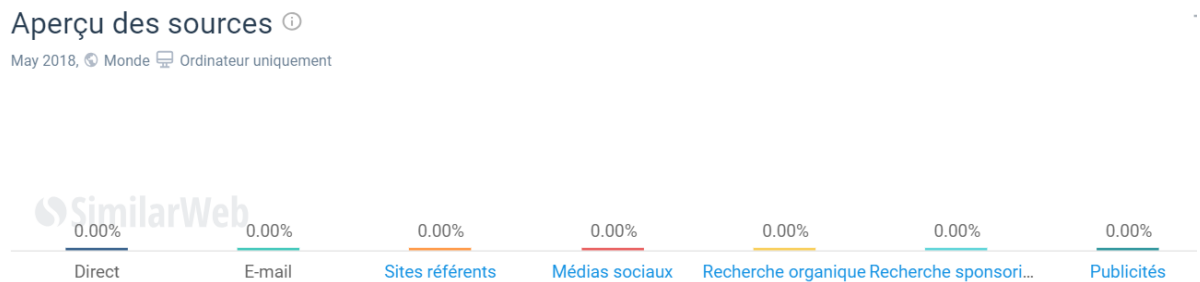 Aperçu des sources
May 2018, Monde Ordinateur uniquement
SimilarWeb
0.00% 0.00% 0.00% 0.00% 0.00% 0.00% 0.00%
Direct E-mail Sites référents Médias sociaux Recherche organique Recherche sponsori... Publicités